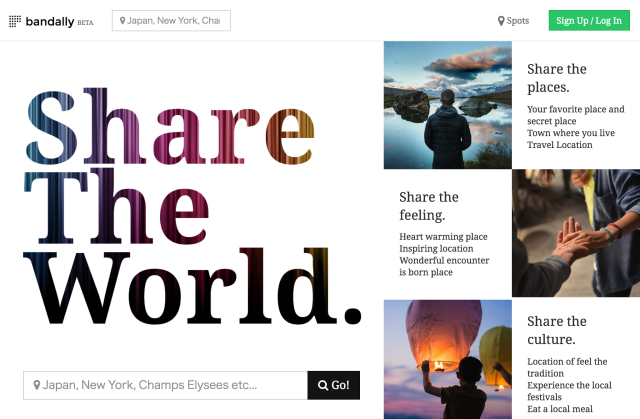 bandally BETA
Japan, New York, Cha
Spots
Sign Up / Log In
Share
The
World.
Japan, New York, Champs Elysees etc...
Go!
Share the
places.
Your favorite place and
secret place
Town where you live
Travel Location
Share the
feeling.
Heart warming place
Inspiring location
Wonderful encounter
is born place
Share the
culture.
Location of feel the
tradition
Experience the local
festivals
Eat a local meal